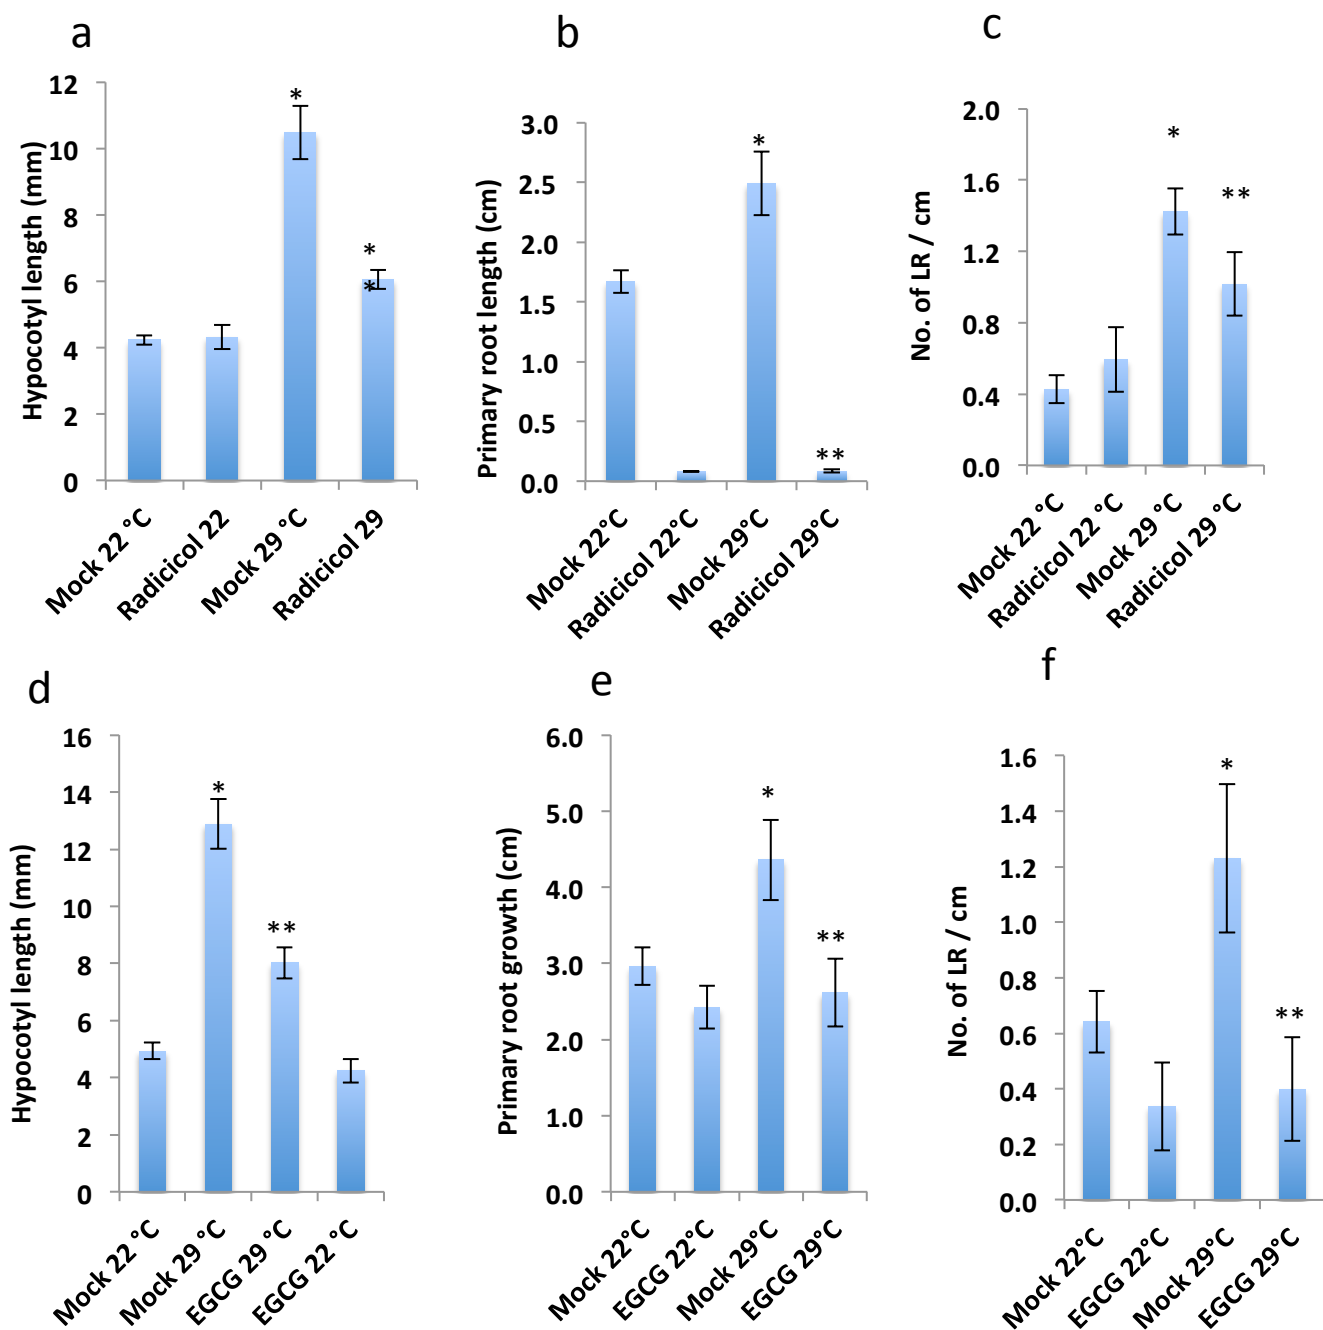 a
Hypocotyl length (mm)
12
10
8
6
4
2
0
*
*
*
Mock 22 °C
Radicicol 22
Mock 29 °C
Radicicol 29
b
Primary root length (cm)
3.0
2.5
2.0
1.5
1.0
0.5
0.0
*
**
Mock 22°C
Radicicol 22°C
Mock 29°C
Radicicol 29°C
c
No. of LR / cm
2.0
1.6
1.2
0.8
0.4
0.0
*
**
Mock 22 °C
Radicicol 22 °C
Mock 29 °C
Radicicol 29 °C
d
Hypocotyl length (mm)
16
14
12
10
8
6
4
2
0
*
**
Mock 22 °C
Mock 29 °C
EGCG 29 °C
EGCG 22 °C
e
Primary root growth (cm)
6.0
5.0
4.0
3.0
2.0
1.0
0.0
*
**
Mock 22°C
EGCG 22°C
Mock 29°C
EGCG 29°C
f
No. of LR / cm
1.6
1.4
1.2
1.0
0.8
0.6
0.4
0.2
0.0
*
**
Mock 22°C
EGCG 22°C
Mock 29°C
EGCG 29°C